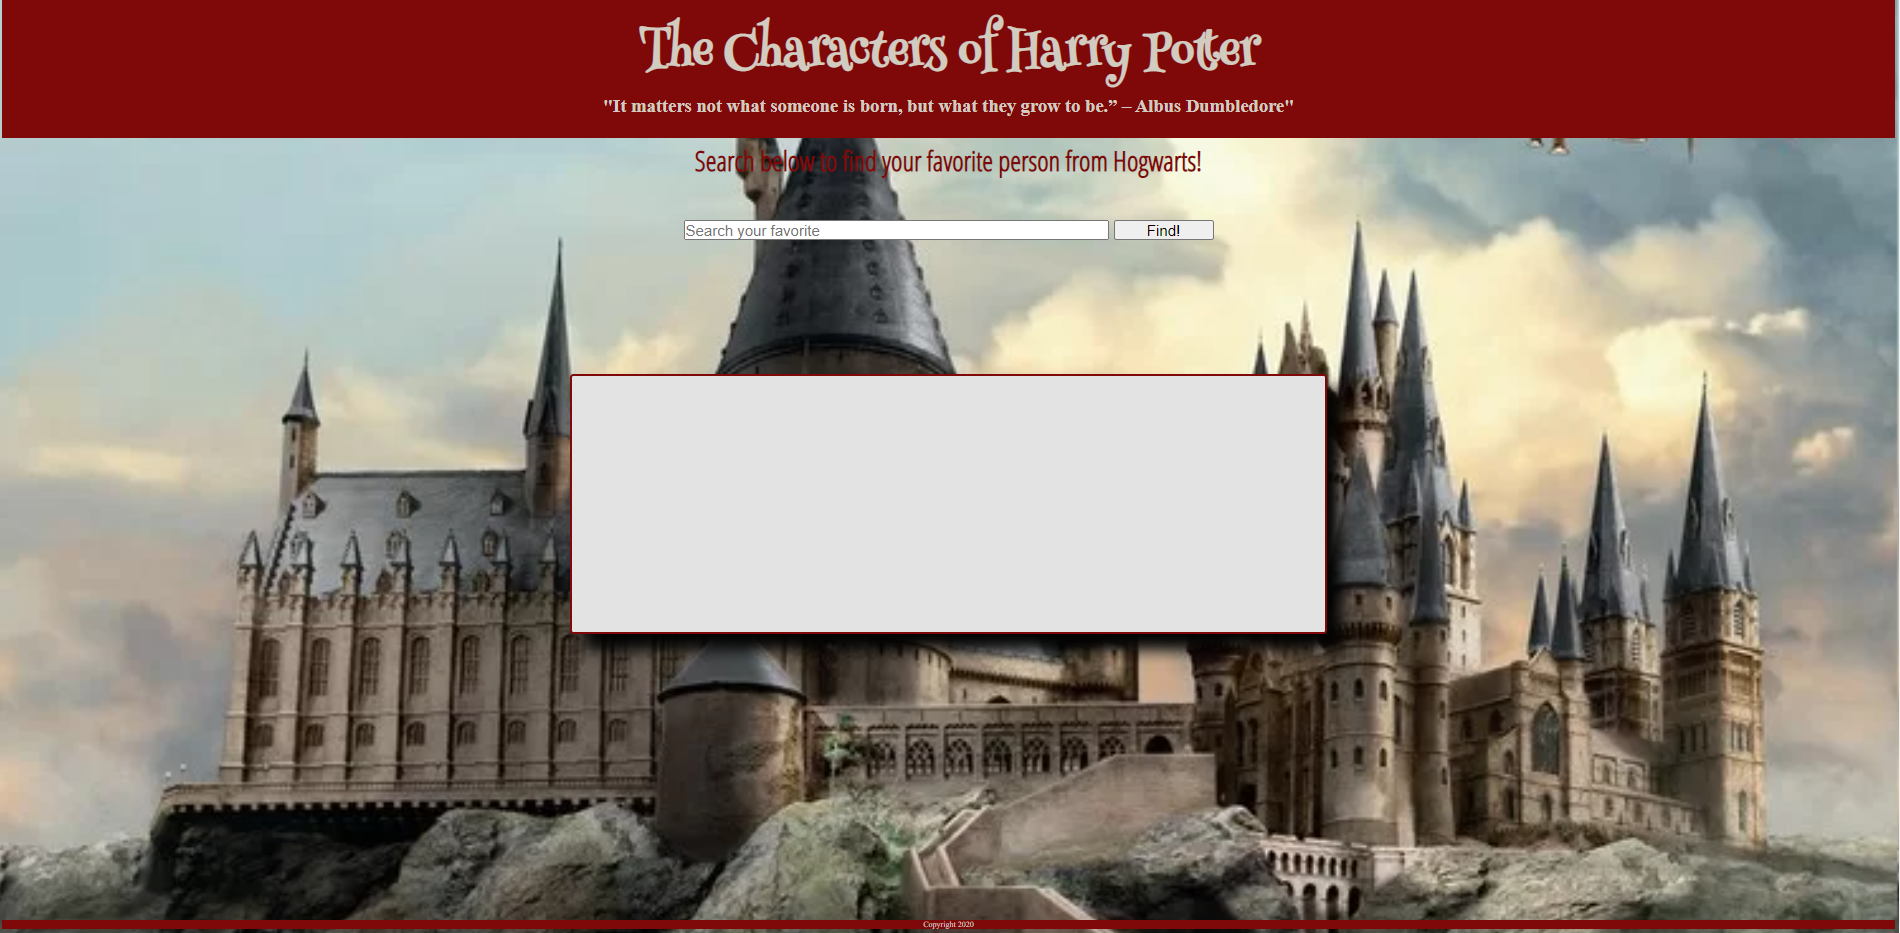 The Characters of Harry Potter
"It matters not what someone is born, but what they grow to be.” – Albus Dumbledore"
Search below to find your favorite person from Hogwarts!
Search your favorite Find!
Copyright 2020